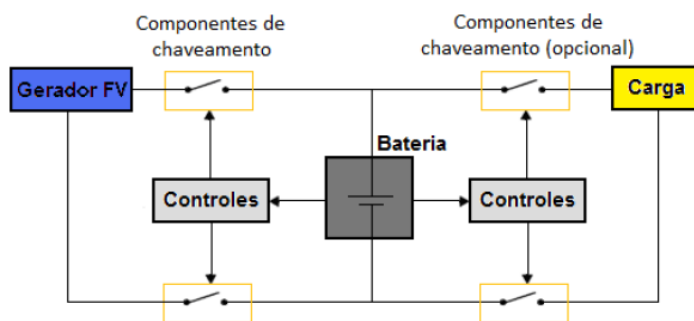 Componentes de
chaveamento
Componentes de
chaveamento (opcional)
Gerador FV
Carga
Bateria
Controles
Controles